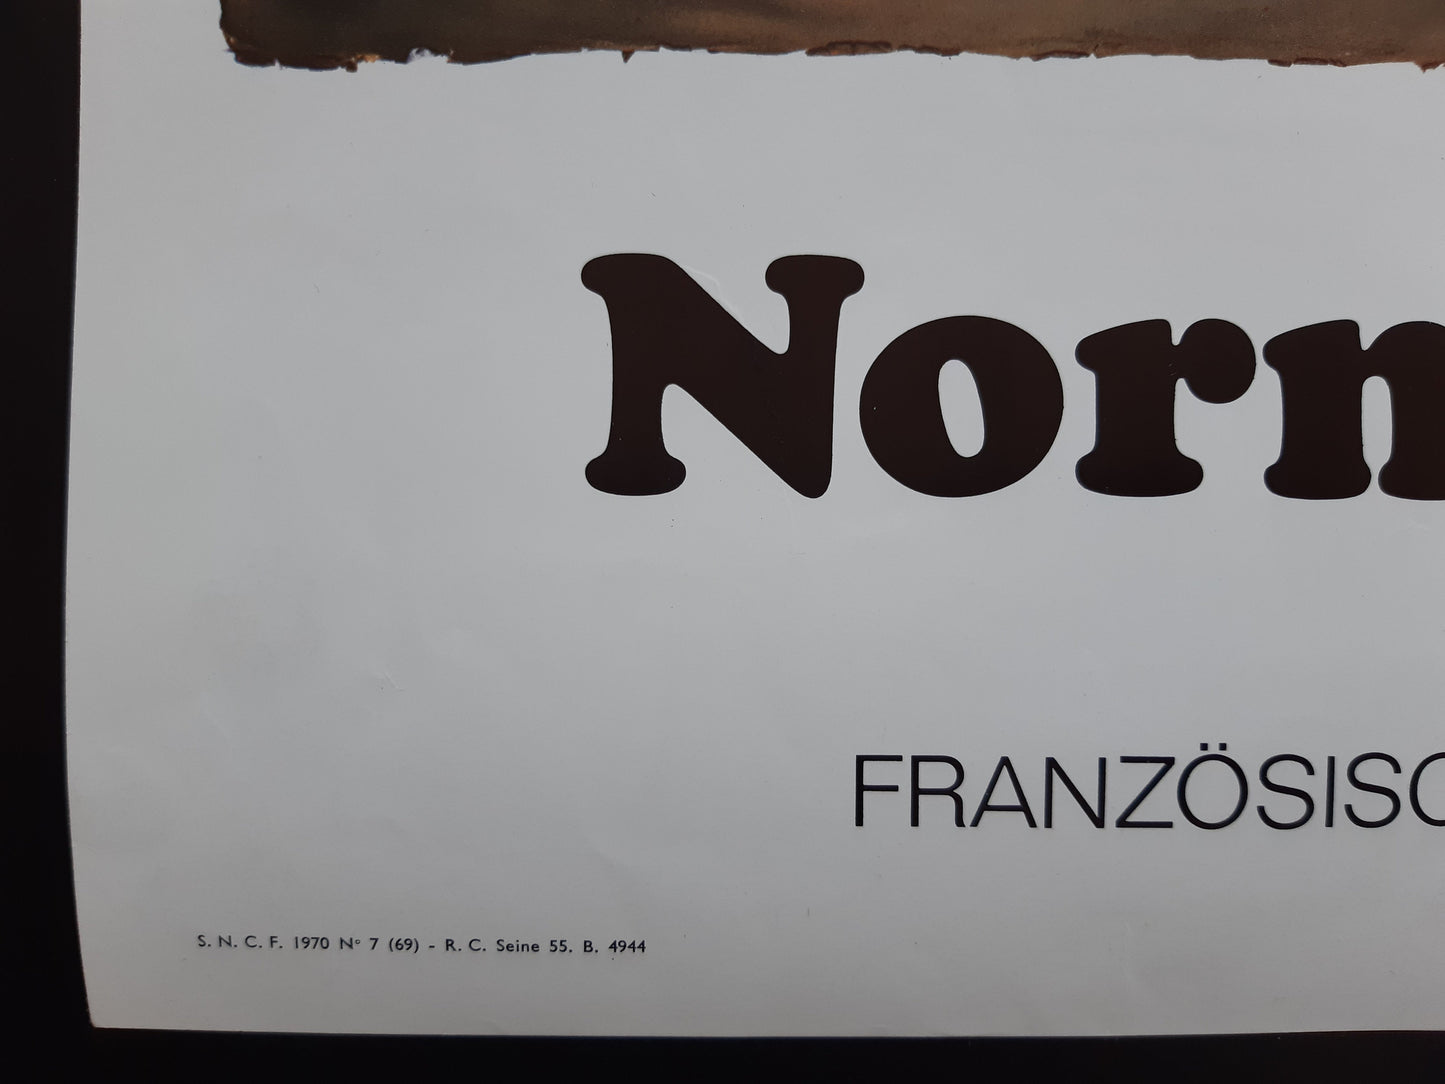 Norm
FRANZÖSISC
S. N. C. F. 1970 N° 7 (69) - R. C. Seine 55. B. 4944